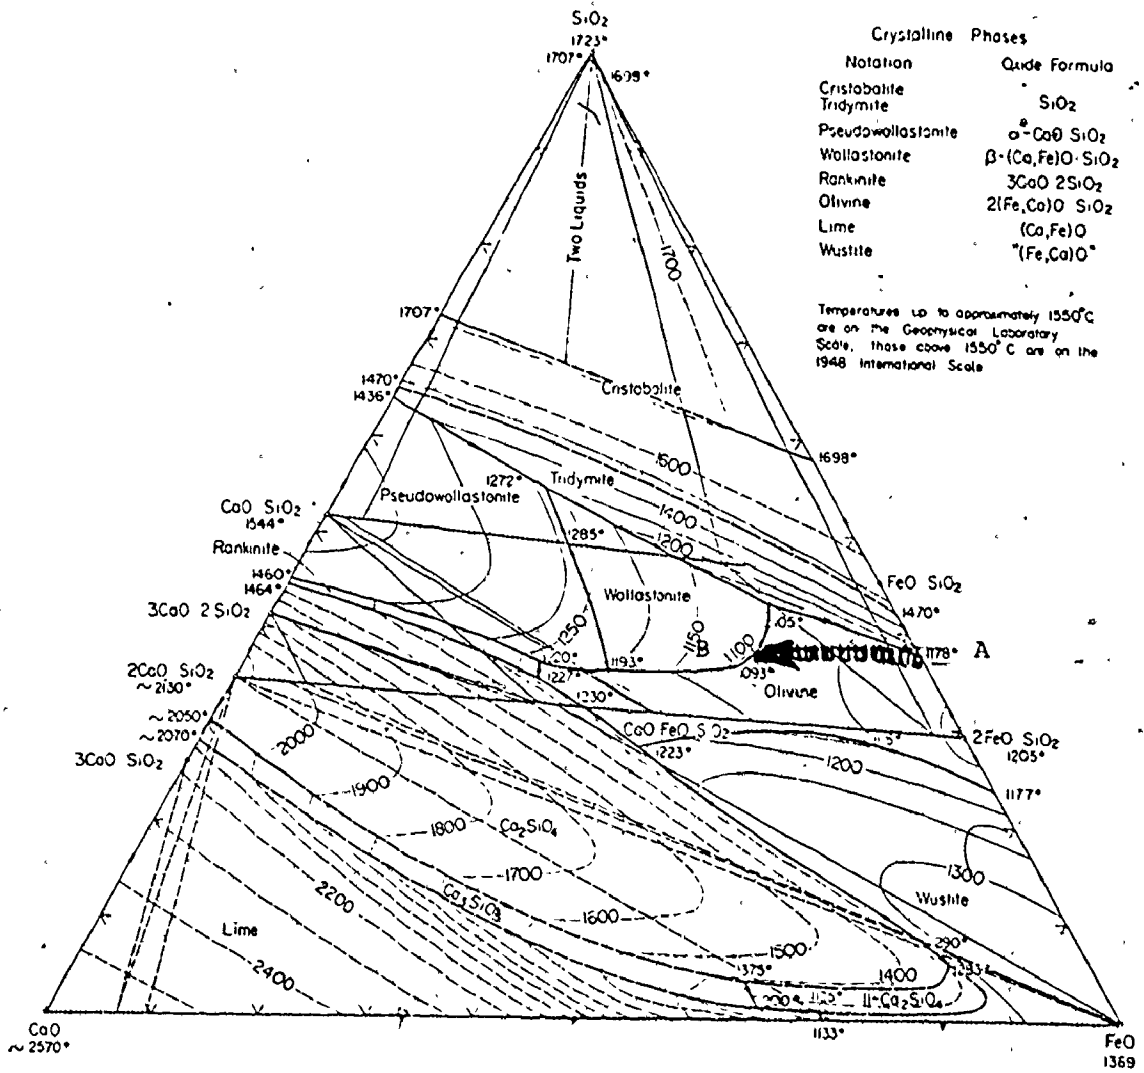 SiO2
1723°
1707°
1698°
Crystalline Phases
Notation Oxide Formula
Cristobalite
Tridymite SiO2
Pseudowollastonite α-CaO SiO2
Wollastonite β-(Ca,Fe)O·SiO2
Rankinite 3CaO 2SiO2
Olivine 2(Fe,Ca)O SiO2
Lime (Ca,Fe)O
Wustite "(Fe,Ca)O"
Temperatures up to approximately 1550°C
are on the Geophysical Laboratory
Scale, those above 1550°C are on the
1948 International Scale
Two Liquids
1700
1707°
1470°
1436°
Cristobalite
1698°
1600
1272°
Tridymite
Pseudowollastonite
1400
CaO SiO2
1544°
1285°
1200
Rankinite
1460°
1464°
FeO SiO2
1470°
Wollastonite
3CaO 2SiO2
1250
1150
1100
B
1178°
A
1193°
1227°
1230°
Olivine
2CaO SiO2
~2130°
~2050°
~2070°
3CaO SiO2
CaO FeO SiO2
1223°
2FeO SiO2
1205°
2000
1200
1177°
1900
1800
Ca2SiO4
1700
1300
Wustite
2200
Ca3SiO5
1600
Lime
1500
2400
1375°
1400
CaO
~2570°
1133°
FeO
1369